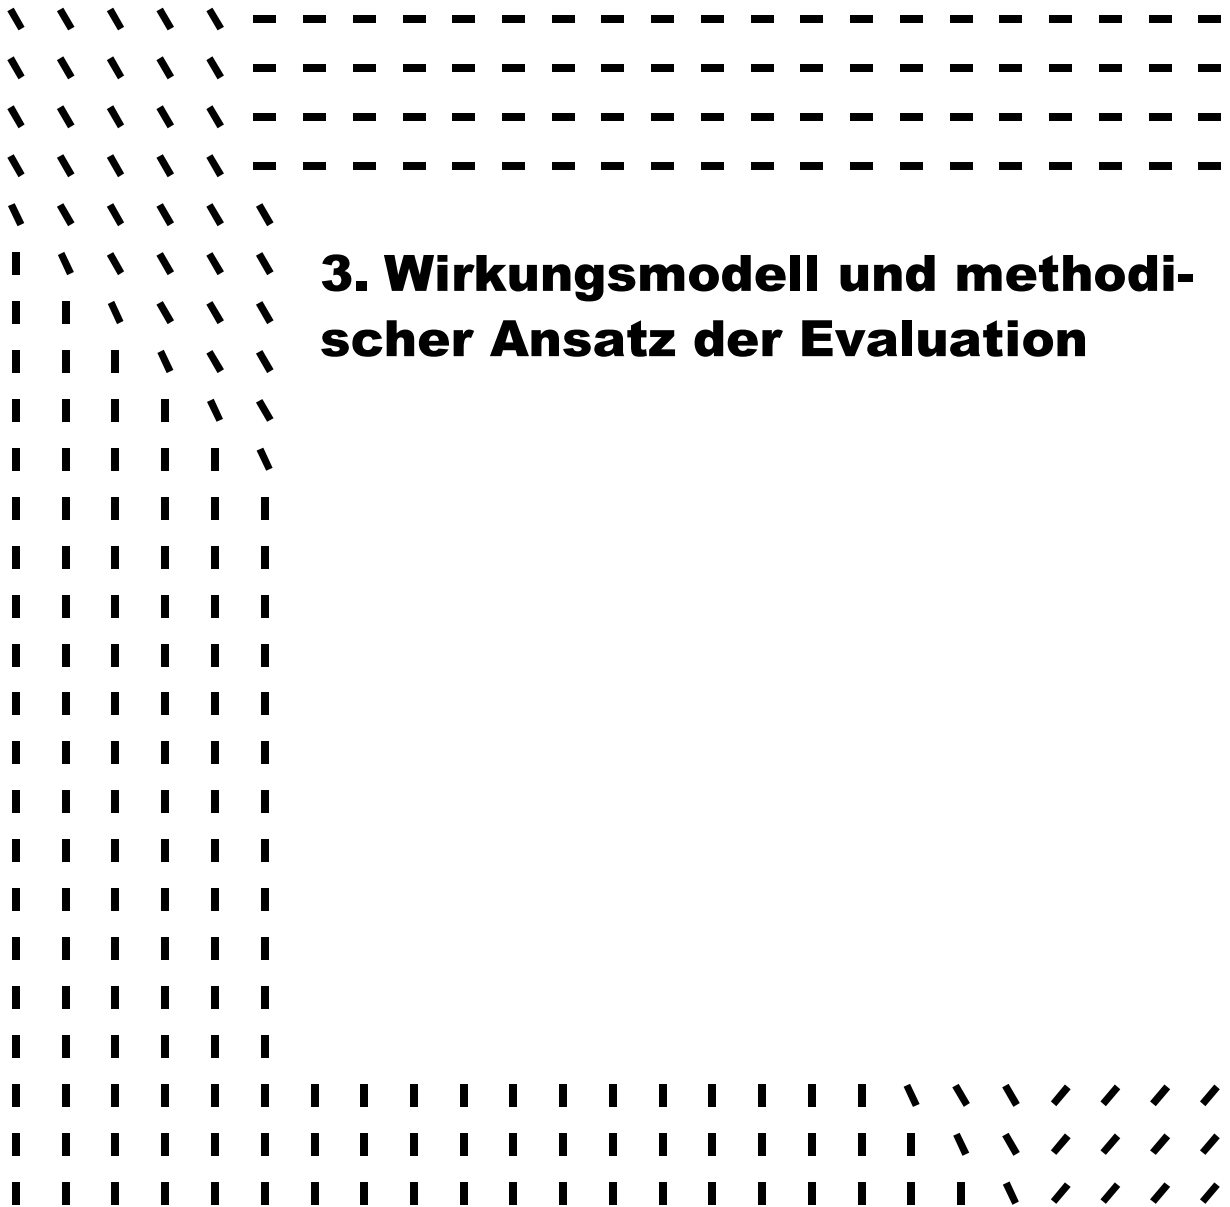 3. Wirkungsmodell und methodi-
scher Ansatz der Evaluation